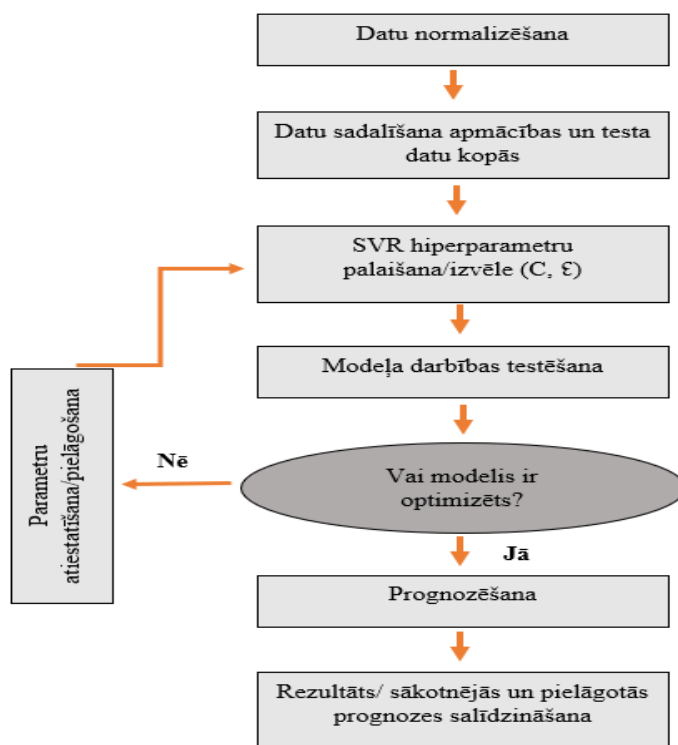 Datu normalizēšana
Datu sadalīšana apmācības un testa
datu kopās
SVR hiperparametru
palaišana/izvēle (C, Ɛ)
Modeļa darbības testēšana
Vai modelis ir
optimizēts?
Nē
Parametru
atiestatīšana/pielāgošana
Jā
Prognozēšana
Rezultāts/ sākotnējās un pielāgotās
prognozes salīdzināšana